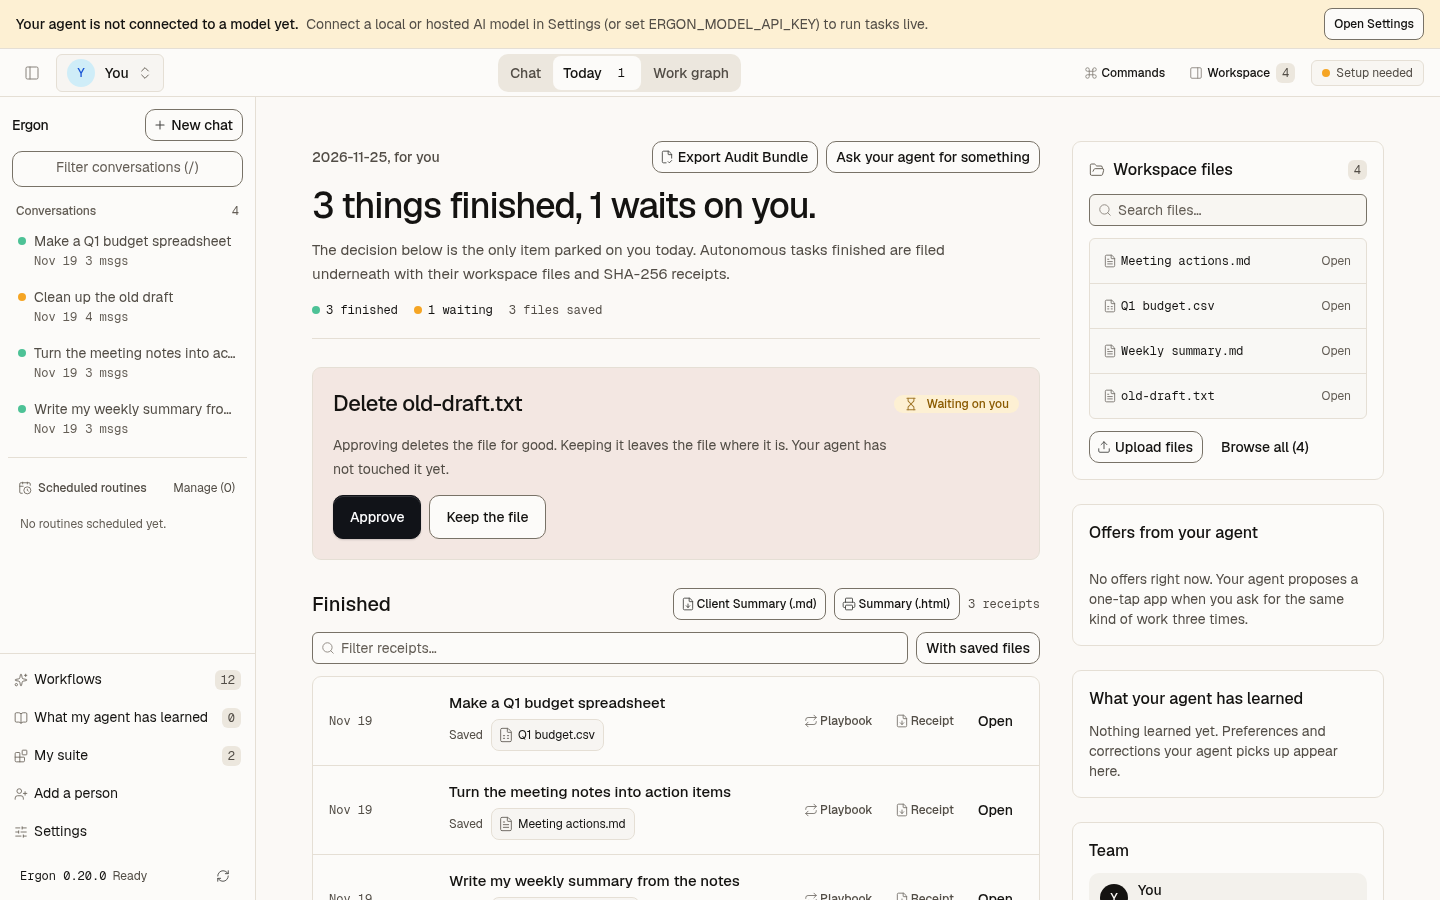 Your agent is not connected to a model yet. Connect a local or hosted AI model in Settings (or set ERGON_MODEL_API_KEY) to run tasks live.
Open Settings
Y You
Chat
Today 1
Work graph
Commands
Workspace 4
Setup needed
Ergon
New chat
Filter conversations (/)
Conversations 4
Make a Q1 budget spreadsheet
Nov 19 3 msgs
Clean up the old draft
Nov 19 4 msgs
Turn the meeting notes into ac…
Nov 19 3 msgs
Write my weekly summary fro…
Nov 19 3 msgs
Scheduled routines
Manage (0)
No routines scheduled yet.
Workflows 12
What my agent has learned 0
My suite 2
Add a person
Settings
Ergon 0.20.0 Ready
2026-11-25, for you
Export Audit Bundle
Ask your agent for something
3 things finished, 1 waits on you.
The decision below is the only item parked on you today. Autonomous tasks finished are filed
underneath with their workspace files and SHA-256 receipts.
3 finished 1 waiting 3 files saved
Delete old-draft.txt
Waiting on you
Approving deletes the file for good. Keeping it leaves the file where it is. Your agent has
not touched it yet.
Approve
Keep the file
Finished
Client Summary (.md)
Summary (.html)
3 receipts
Filter receipts…
With saved files
Nov 19
Make a Q1 budget spreadsheet
Saved Q1 budget.csv
Playbook
Receipt
Open
Nov 19
Turn the meeting notes into action items
Saved Meeting actions.md
Playbook
Receipt
Open
Nov 19
Write my weekly summary from the notes
Playbook
Receipt
Open
Workspace files 4
Search files…
Meeting actions.md Open
Q1 budget.csv Open
Weekly summary.md Open
old-draft.txt Open
Upload files
Browse all (4)
Offers from your agent
No offers right now. Your agent proposes a
one-tap app when you ask for the same
kind of work three times.
What your agent has learned
Nothing learned yet. Preferences and
corrections your agent picks up appear
here.
Team
Y You